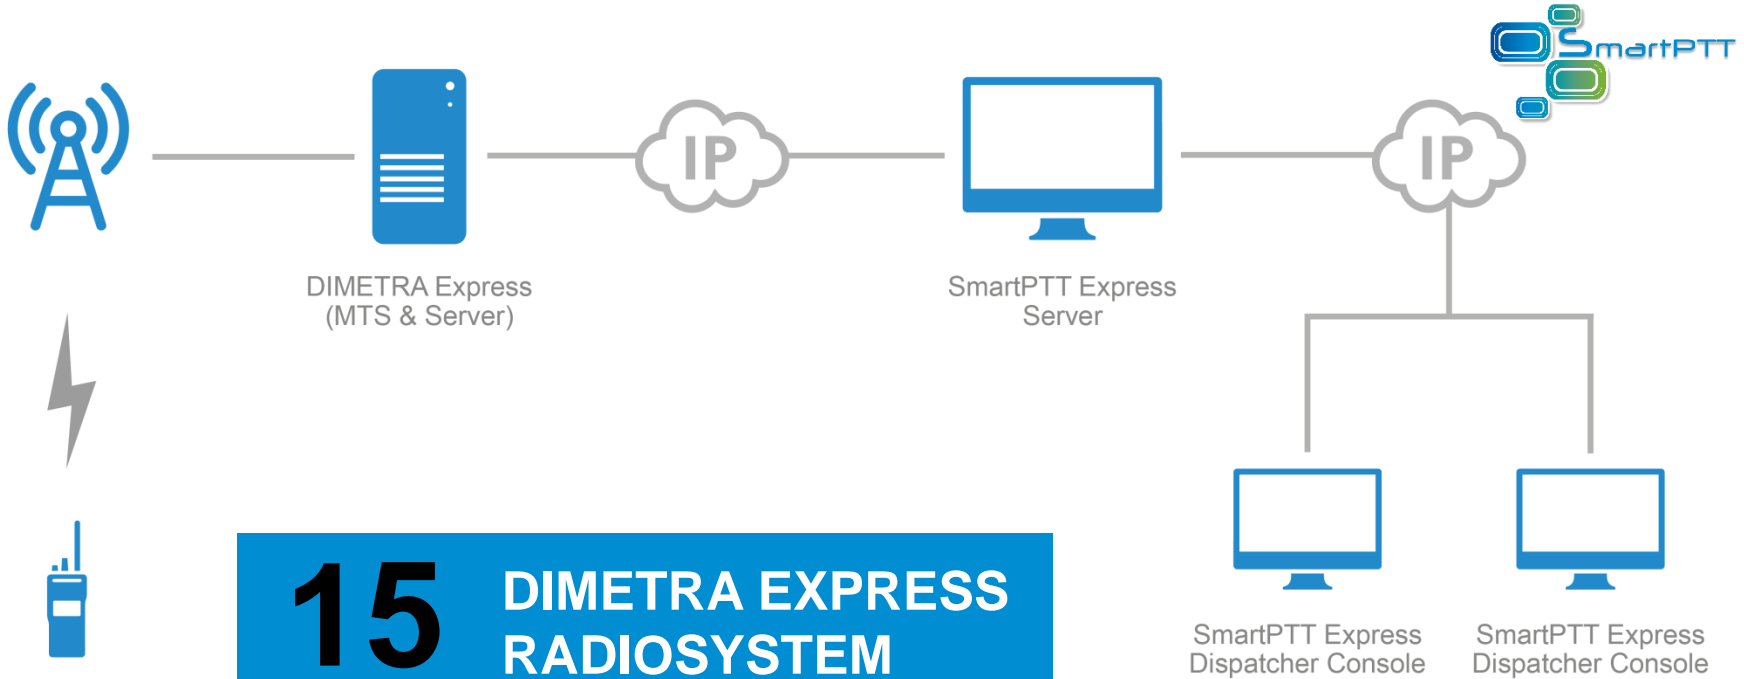 SmartPTT
IP
IP
DIMETRA Express
(MTS & Server)
SmartPTT Express
Server
15
DIMETRA EXPRESS
RADIOSYSTEM
SmartPTT Express
Dispatcher Console
SmartPTT Express
Dispatcher Console